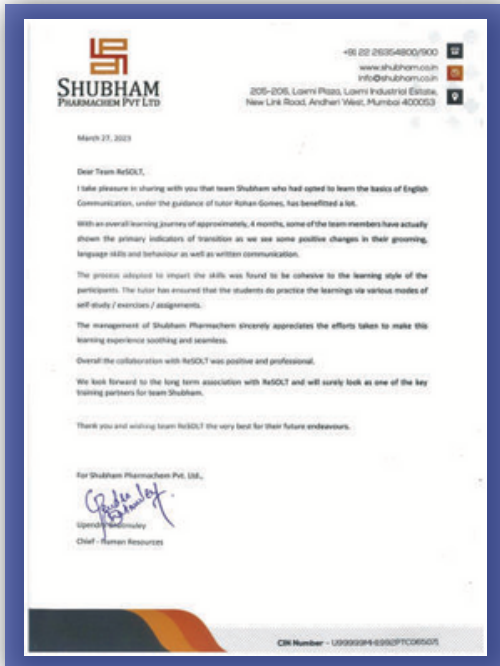 SHUBHAM
PHARMACHEM PVT LTD
+91 22 26354800/900
www.shubham.co.in
info@shubham.co.in
205-206, Laxmi Plaza, Laxmi Industrial Estate,
New Link Road, Andheri West, Mumbai 400053
March 27, 2023
Dear Team ReSOLT,
I take pleasure in sharing with you that team Shubham who had opted to learn the basics of English
Communication, under the guidance of tutor Rohan Gomes, has benefitted a lot.
With an overall learning journey of approximately, 4 months, some of the team members have actually
shown the primary indicators of transition as we see some positive changes in their grooming,
language skills and behaviour as well as written communication.
The process adopted to impart the skills was found to be cohesive to the learning style of the
participants. The tutor has ensured that the students do practice the learnings via various modes of
self study / exercises / assignments.
The management of Shubham Pharmachem sincerely appreciates the efforts taken to make this
learning experience soothing and seamless.
Overall the collaboration with ReSOLT was positive and professional.
We look forward to the long term association with ReSOLT and will surely look as one of the key
training partners for team Shubham.
Thank you and wishing team ReSOLT the very best for their future endeavours.
For Shubham Pharmachem Pvt. Ltd.,
Chief - Human Resources
CIN Number -